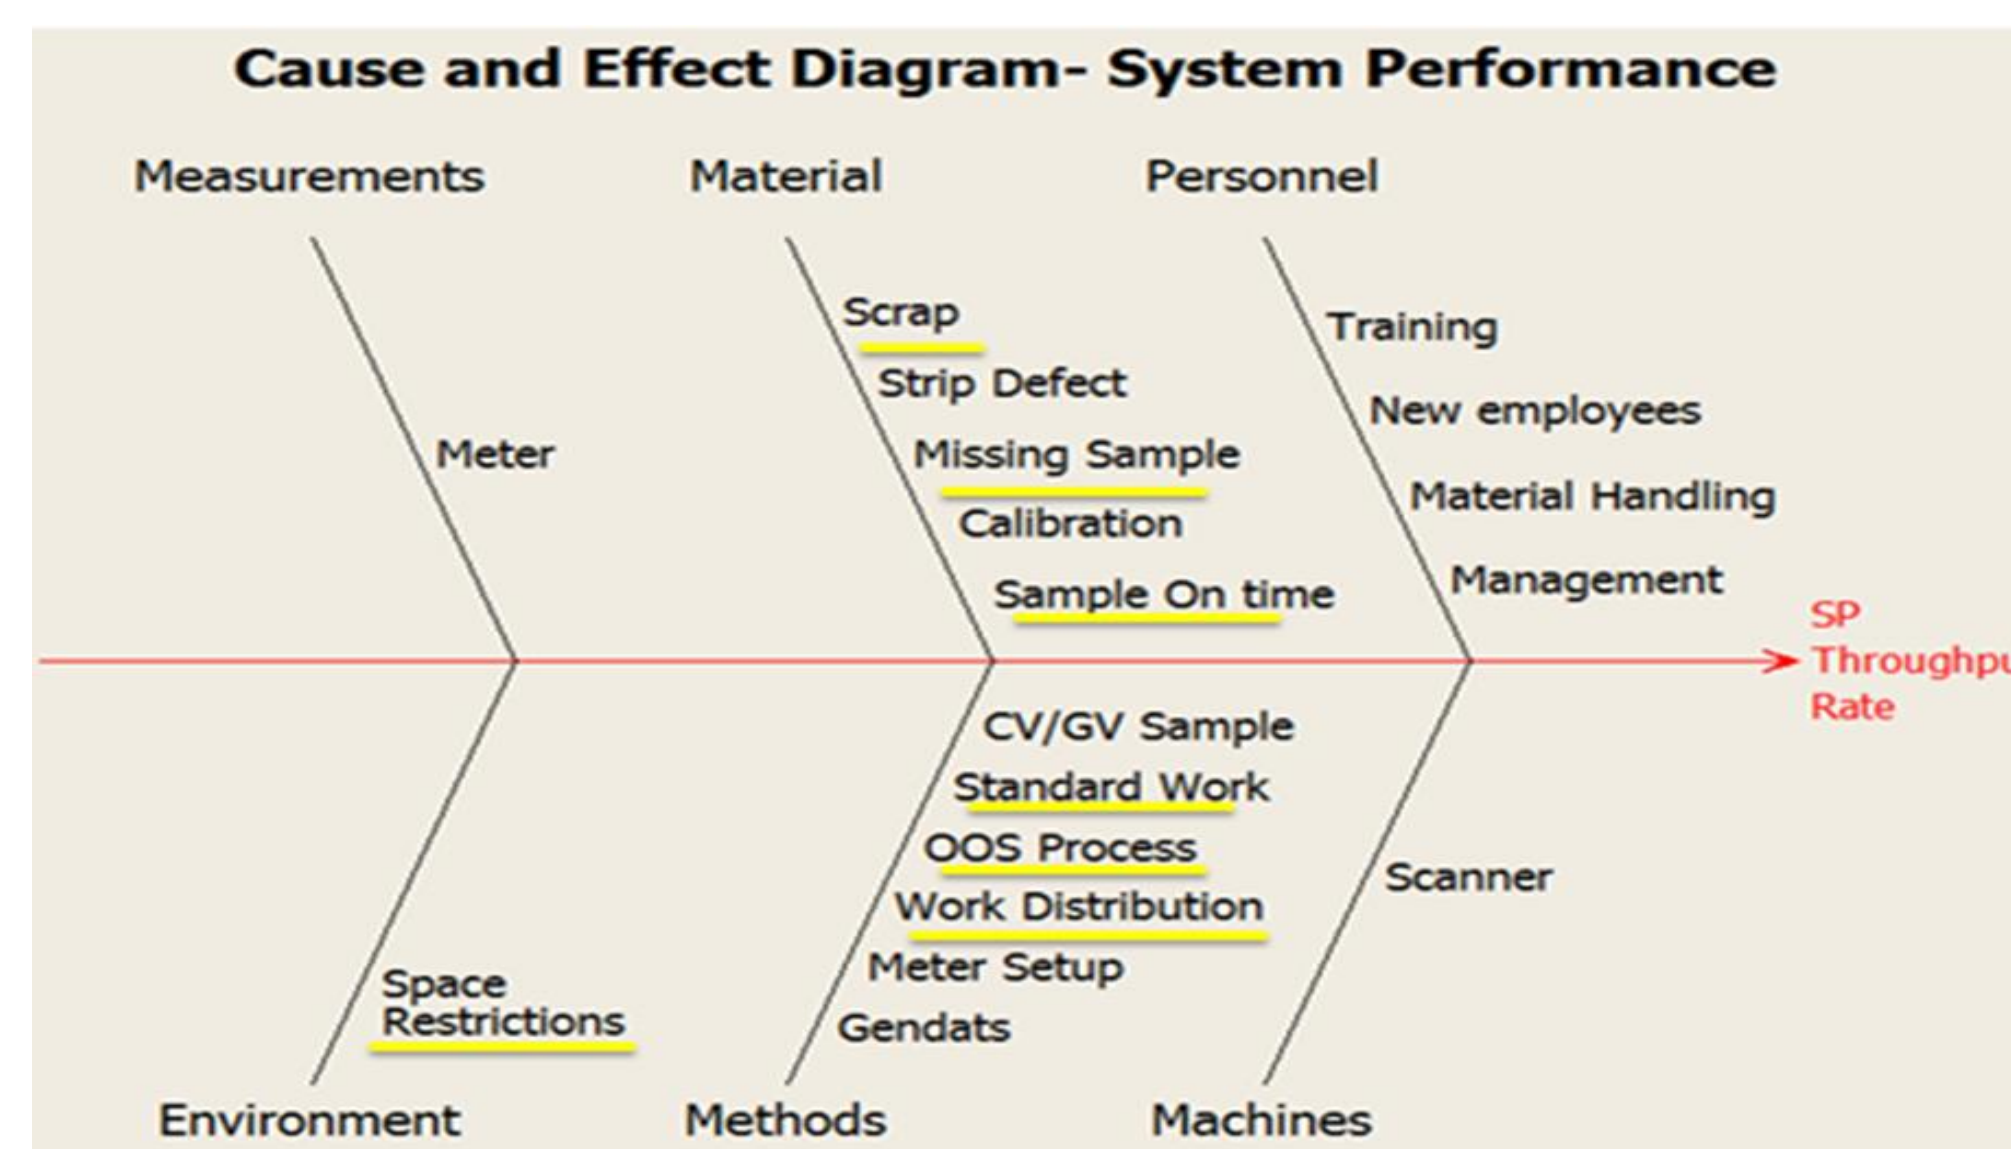 Cause and Effect Diagram- System Performance
Measurements
Material
Personnel
Meter
Scrap
Strip Defect
Missing Sample
Calibration
Sample On time
Training
New employees
Material Handling
Management
SP
Rate
Space
Restrictions
CV/GV Sample
Standard Work
OOS Process
Work Distribution
Meter Setup
Gendats
Scanner
Environment
Methods
Machines